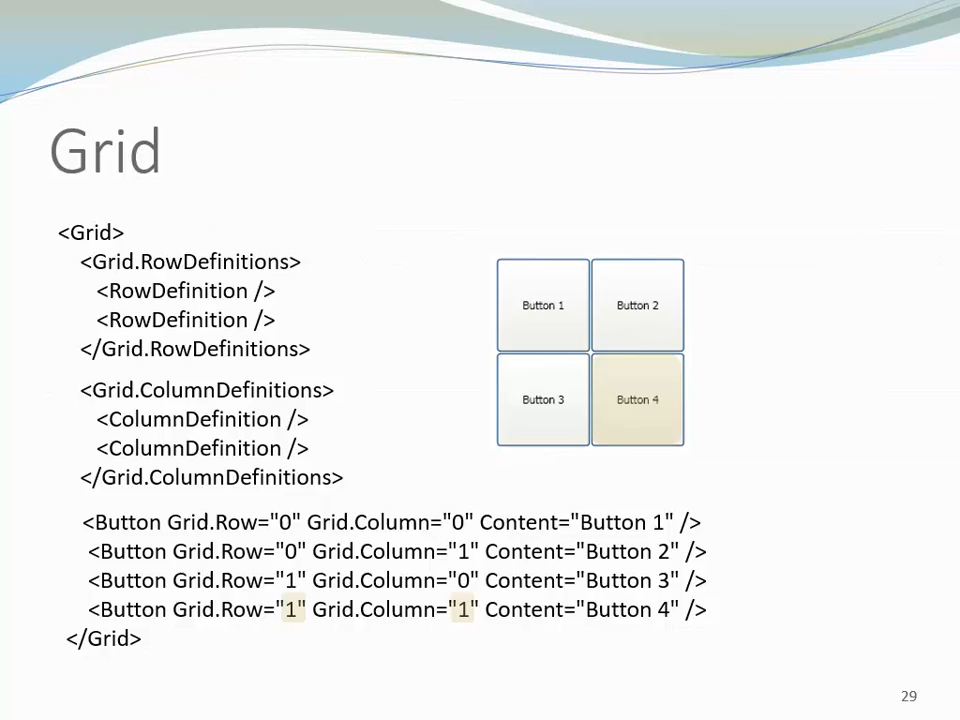 Grid
<Grid>
<Grid.RowDefinitions>
<RowDefinition />
<RowDefinition />
</Grid.RowDefinitions>
<Grid.ColumnDefinitions>
<ColumnDefinition />
<ColumnDefinition />
</Grid.ColumnDefinitions>
<Button Grid.Row="0" Grid.Column="0" Content="Button 1" />
<Button Grid.Row="0" Grid.Column="1" Content="Button 2" />
<Button Grid.Row="1" Grid.Column="0" Content="Button 3" />
<Button Grid.Row="1" Grid.Column="1" Content="Button 4" />
</Grid>
Button 1 Button 2
Button 3 Button 4
29